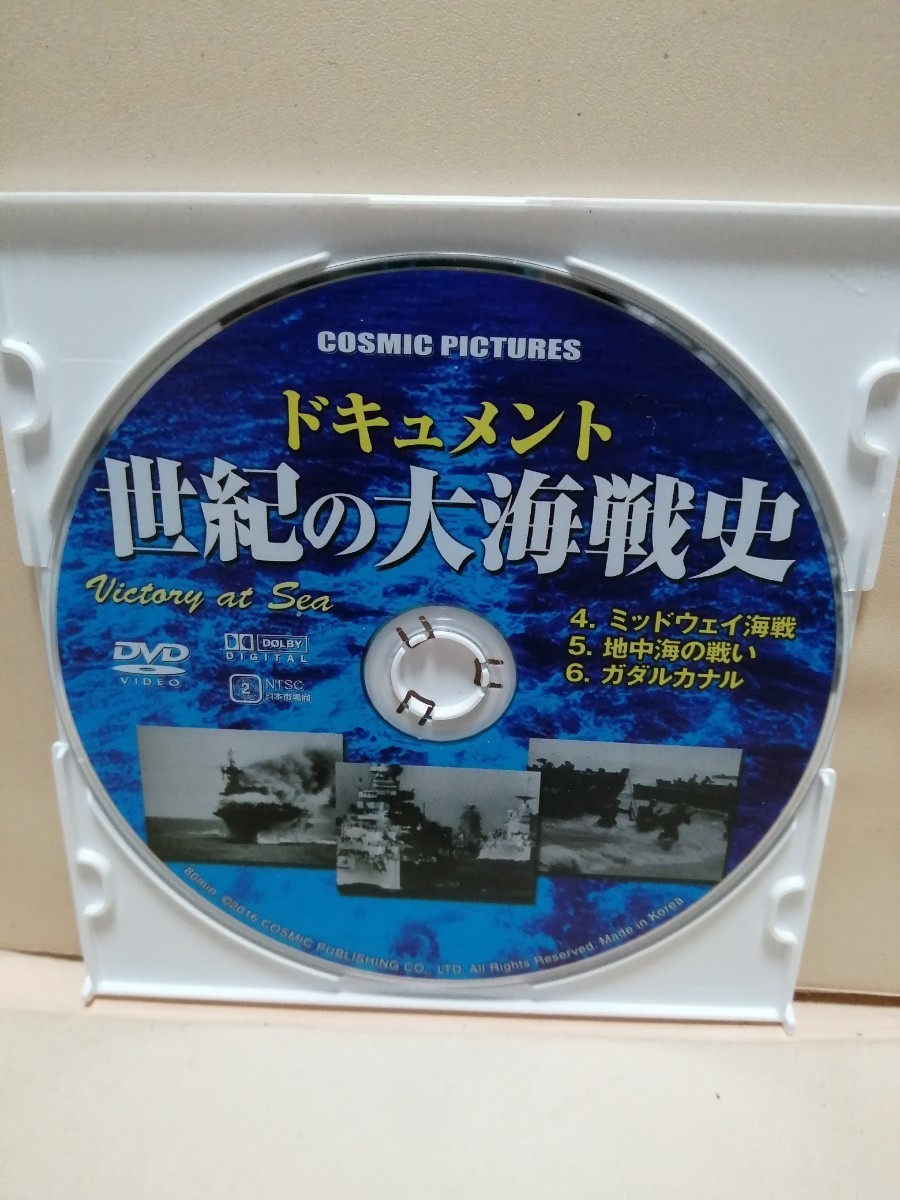 COSMIC PICTURES
ドキュメント
世紀の大海戦史
Victory at Sea
4. ミッドウェイ海戦
5. 地中海の戦い
6. ガダルカナル
DVD
VIDEO
DOLBY
DIGITAL
2
NTSC
日本市場向
80min. ©2016 COSMIC PUBLISHING CO., LTD. All Rights Reserved. Made in Korea